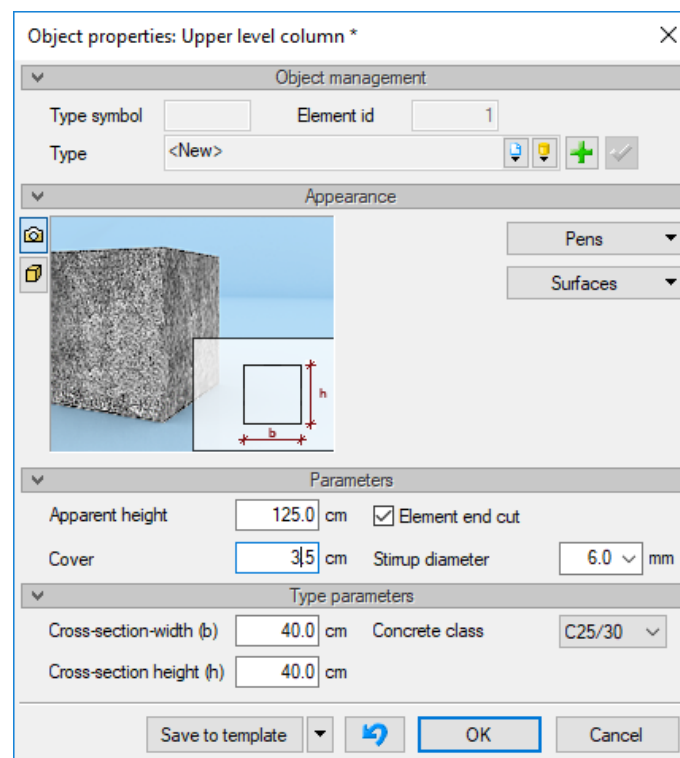 Object properties: Upper level column *
Object management
Type symbol Element id 1
Type <New>
Appearance
Pens
Surfaces
h
b
Parameters
Apparent height 125.0 cm Element end cut
Cover 3.5 cm Stirrup diameter 6.0 mm
Type parameters
Cross-section-width (b) 40.0 cm Concrete class C25/30
Cross-section height (h) 40.0 cm
Save to template OK Cancel